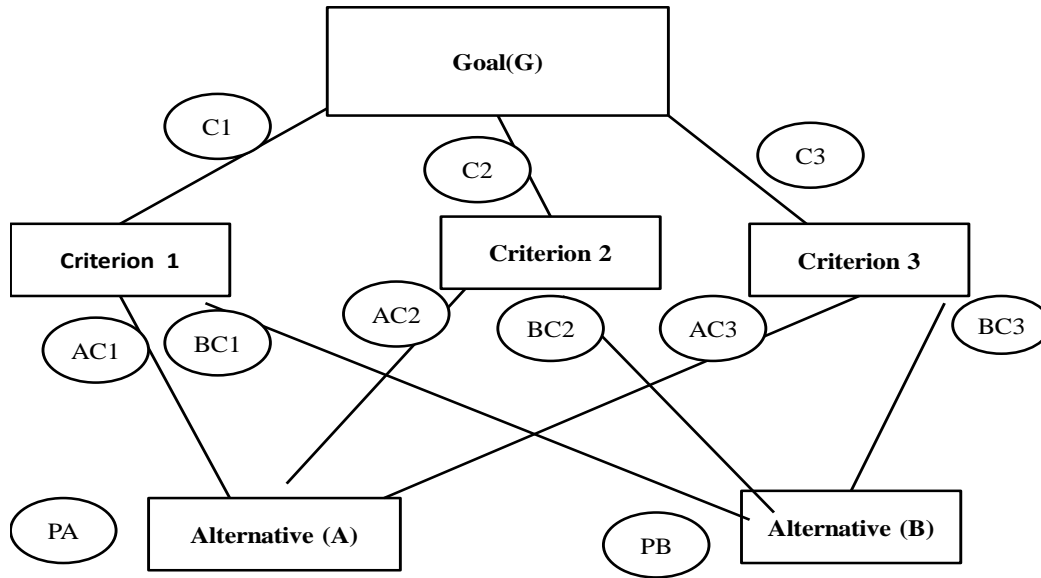 Goal(G)
C1
C2
C3
Criterion 1
Criterion 2
Criterion 3
AC1
BC1
AC2
BC2
AC3
BC3
PA
Alternative (A)
PB
Alternative (B)